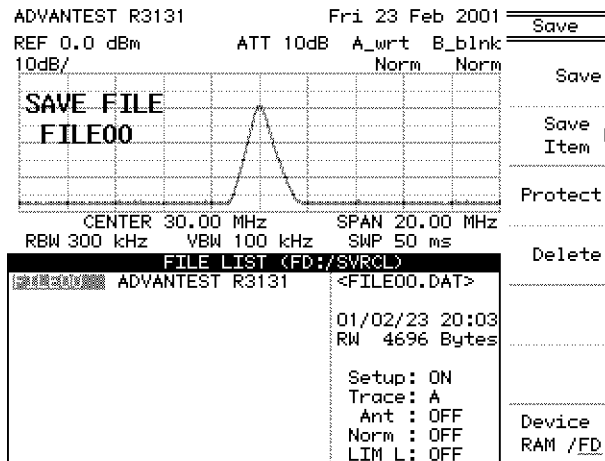 ADVANTEST R3131 Fri 23 Feb 2001
REF 0.0 dBm ATT 10dB A_wrt B_blnk
10dB/ Norm Norm
SAVE FILE
FILE00
CENTER 30.00 MHz SPAN 20.00 MHz
RBW 300 kHz VBW 100 kHz SWP 50 ms
FILE LIST (FD:/SVRCL)
ADVANTEST R3131 <FILE00.DAT>
01/02/23 20:03
RW 4696 Bytes
Setup: ON
Trace: A
Ant : OFF
Norm : OFF
LIM L: OFF
Save
Save
Save
Item
Protect
Delete
Device
RAM /FD